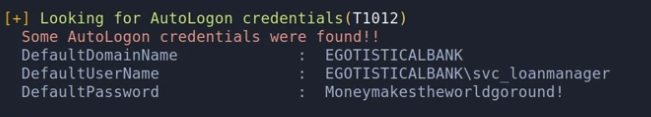 [+] Looking for AutoLogon credentials(T1012)
Some AutoLogon credentials were found!!
DefaultDomainName : EGOTISTICALBANK
DefaultUserName : EGOTISTICALBANK\svc_loanmanager
DefaultPassword : Moneymakestheworldgoround!